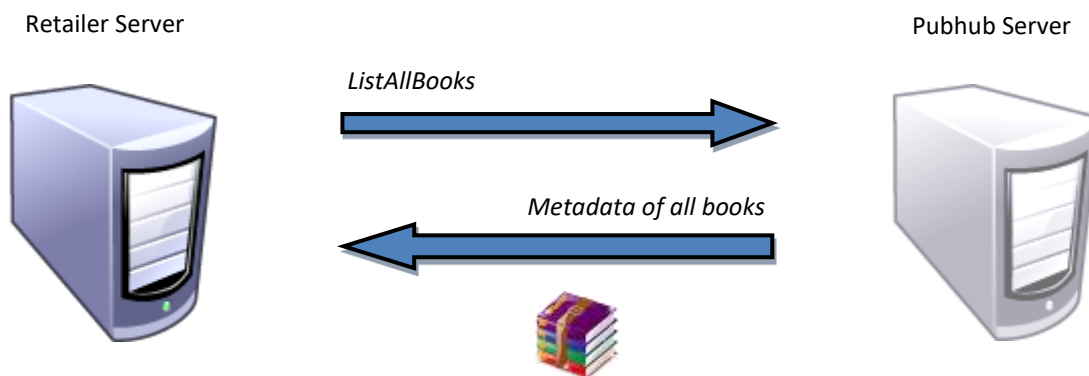 Retailer Server
Pubhub Server
ListAllBooks
Metadata of all books